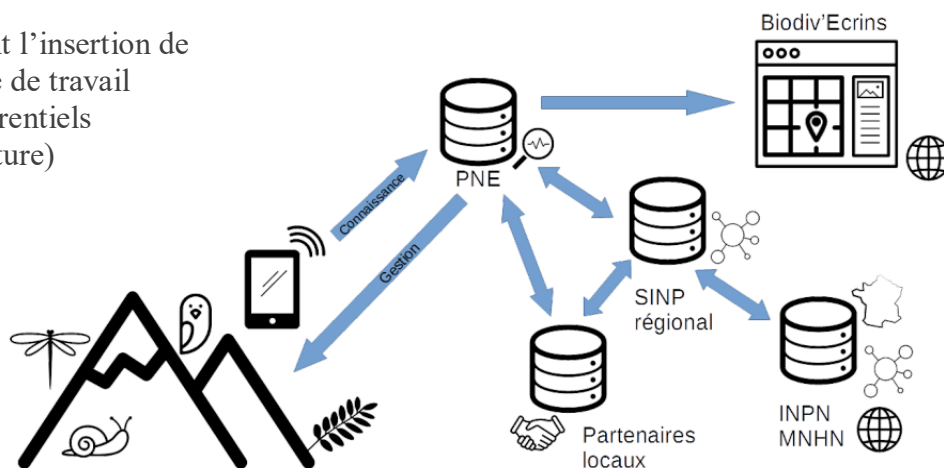 t l'insertion de
de travail
rentiels
ture)
Biodiv'Ecrins
PNE
Connaissance
Gestion
SINP
régional
Partenaires
locaux
INPN
MNHN